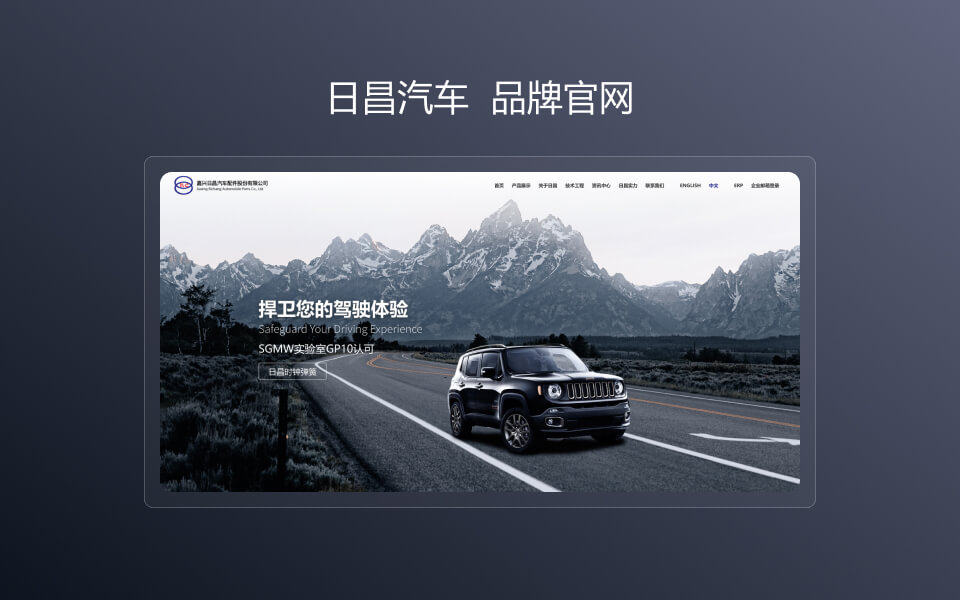 日昌汽车 品牌官网
嘉兴日昌汽车配件股份有限公司
Jiaxing Richang Automobile Parts Co., Ltd
首页 产品展示 关于日昌 技术工程 资讯中心 日昌实力 联系我们 ENGLISH 中文 ERP 企业邮箱登录
捍卫您的驾驶体验
Safeguard Your Driving Experience
SGMW实验室GP10认可
日昌时钟弹簧